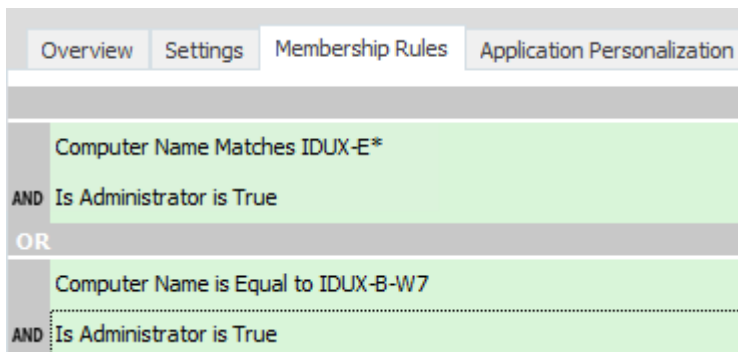 Overview Settings Membership Rules Application Personalization
Computer Name Matches IDUX-E*
AND Is Administrator is True
OR
Computer Name is Equal to IDUX-B-W7
AND Is Administrator is True